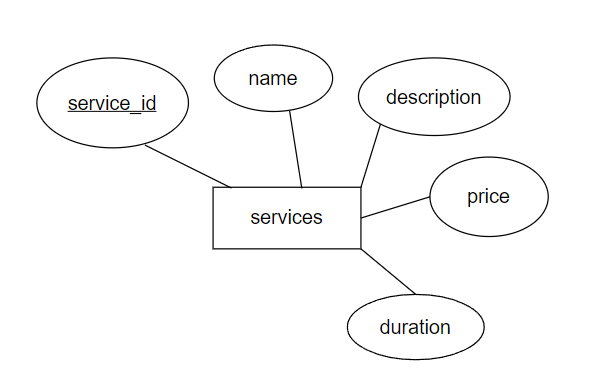 service_id
name
description
price
services
duration